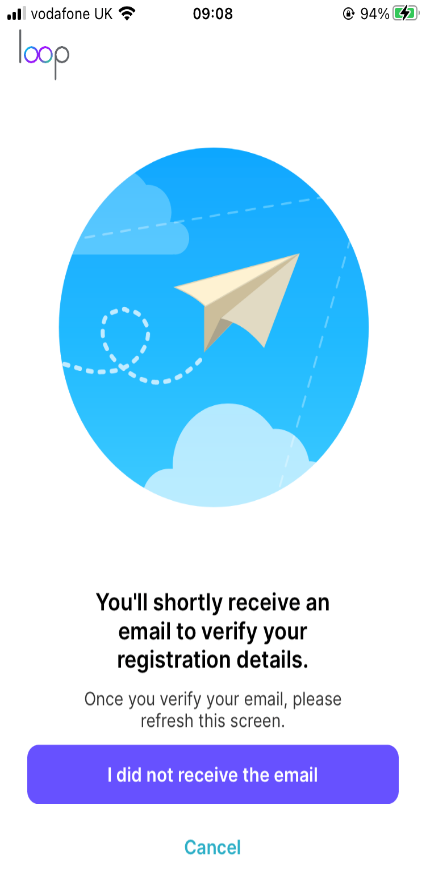 vodafone UK 09:08 94%
loop
You'll shortly receive an
email to verify your
registration details.
Once you verify your email, please
refresh this screen.
I did not receive the email
Cancel